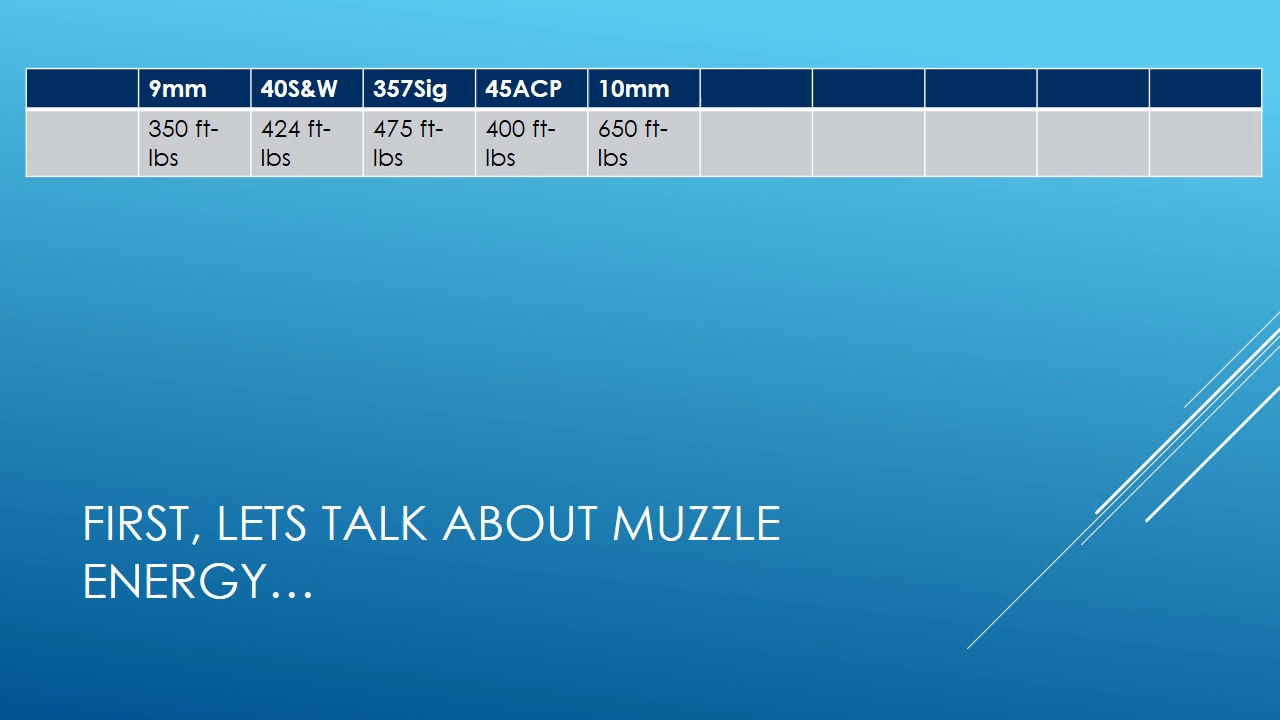 9mm 40S&W 357Sig 45ACP 10mm
350 ft- 424 ft- 475 ft- 400 ft- 650 ft-
lbs lbs lbs lbs lbs
FIRST, LETS TALK ABOUT MUZZLE
ENERGY...